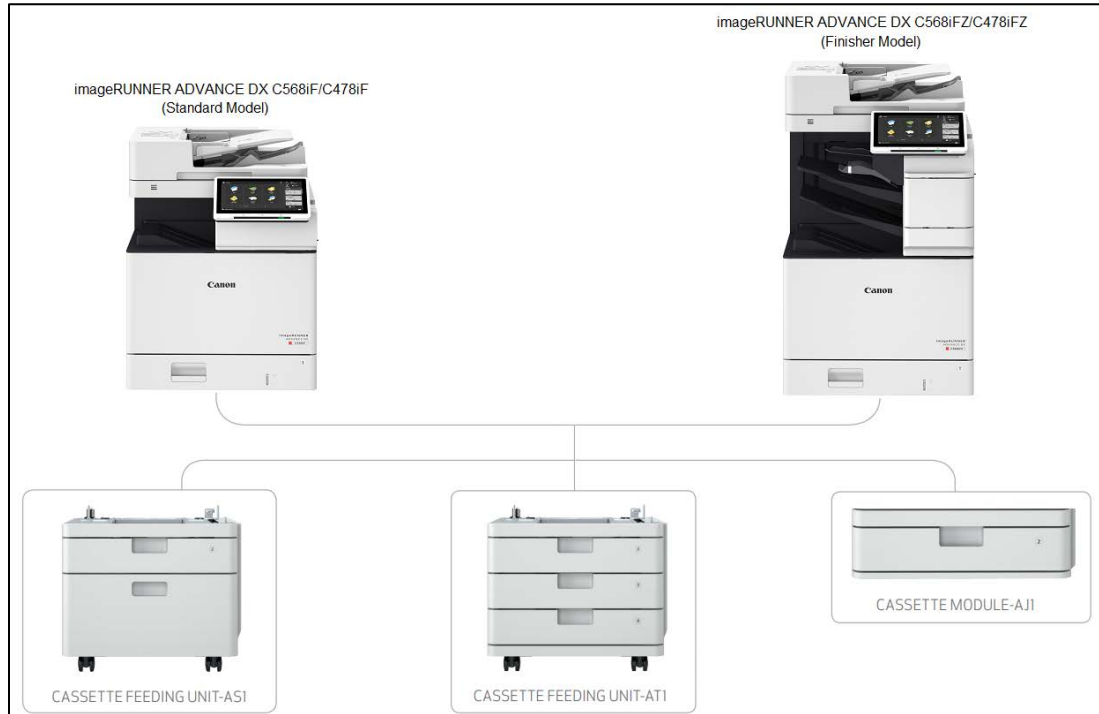 imageRUNNER ADVANCE DX C568iFZ/C478iFZ
(Finisher Model)
imageRUNNER ADVANCE DX C568iF/C478iF
(Standard Model)
Canon
Canon
CASSETTE FEEDING UNIT-AS1
CASSETTE FEEDING UNIT-AT1
2
CASSETTE MODULE-AJ1